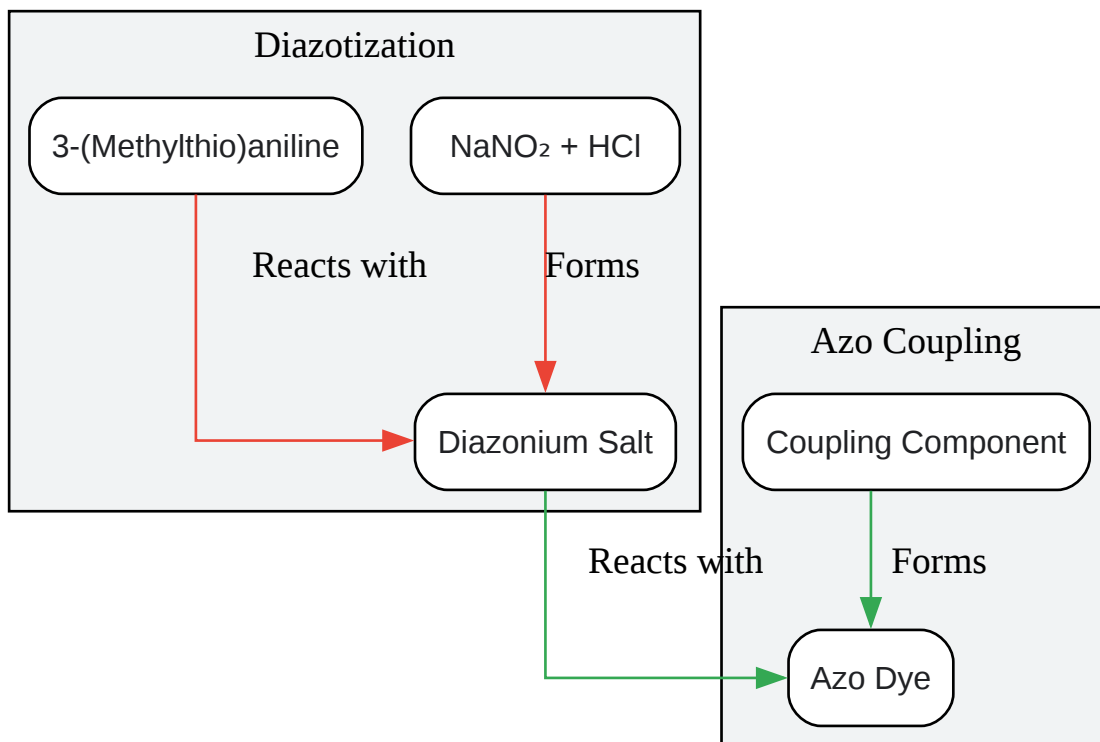 Diazotization
3-(Methylthio)aniline
NaNO₂ + HCl
Reacts with
Forms
Diazonium Salt
Azo Coupling
Coupling Component
Reacts with
Forms
Azo Dye